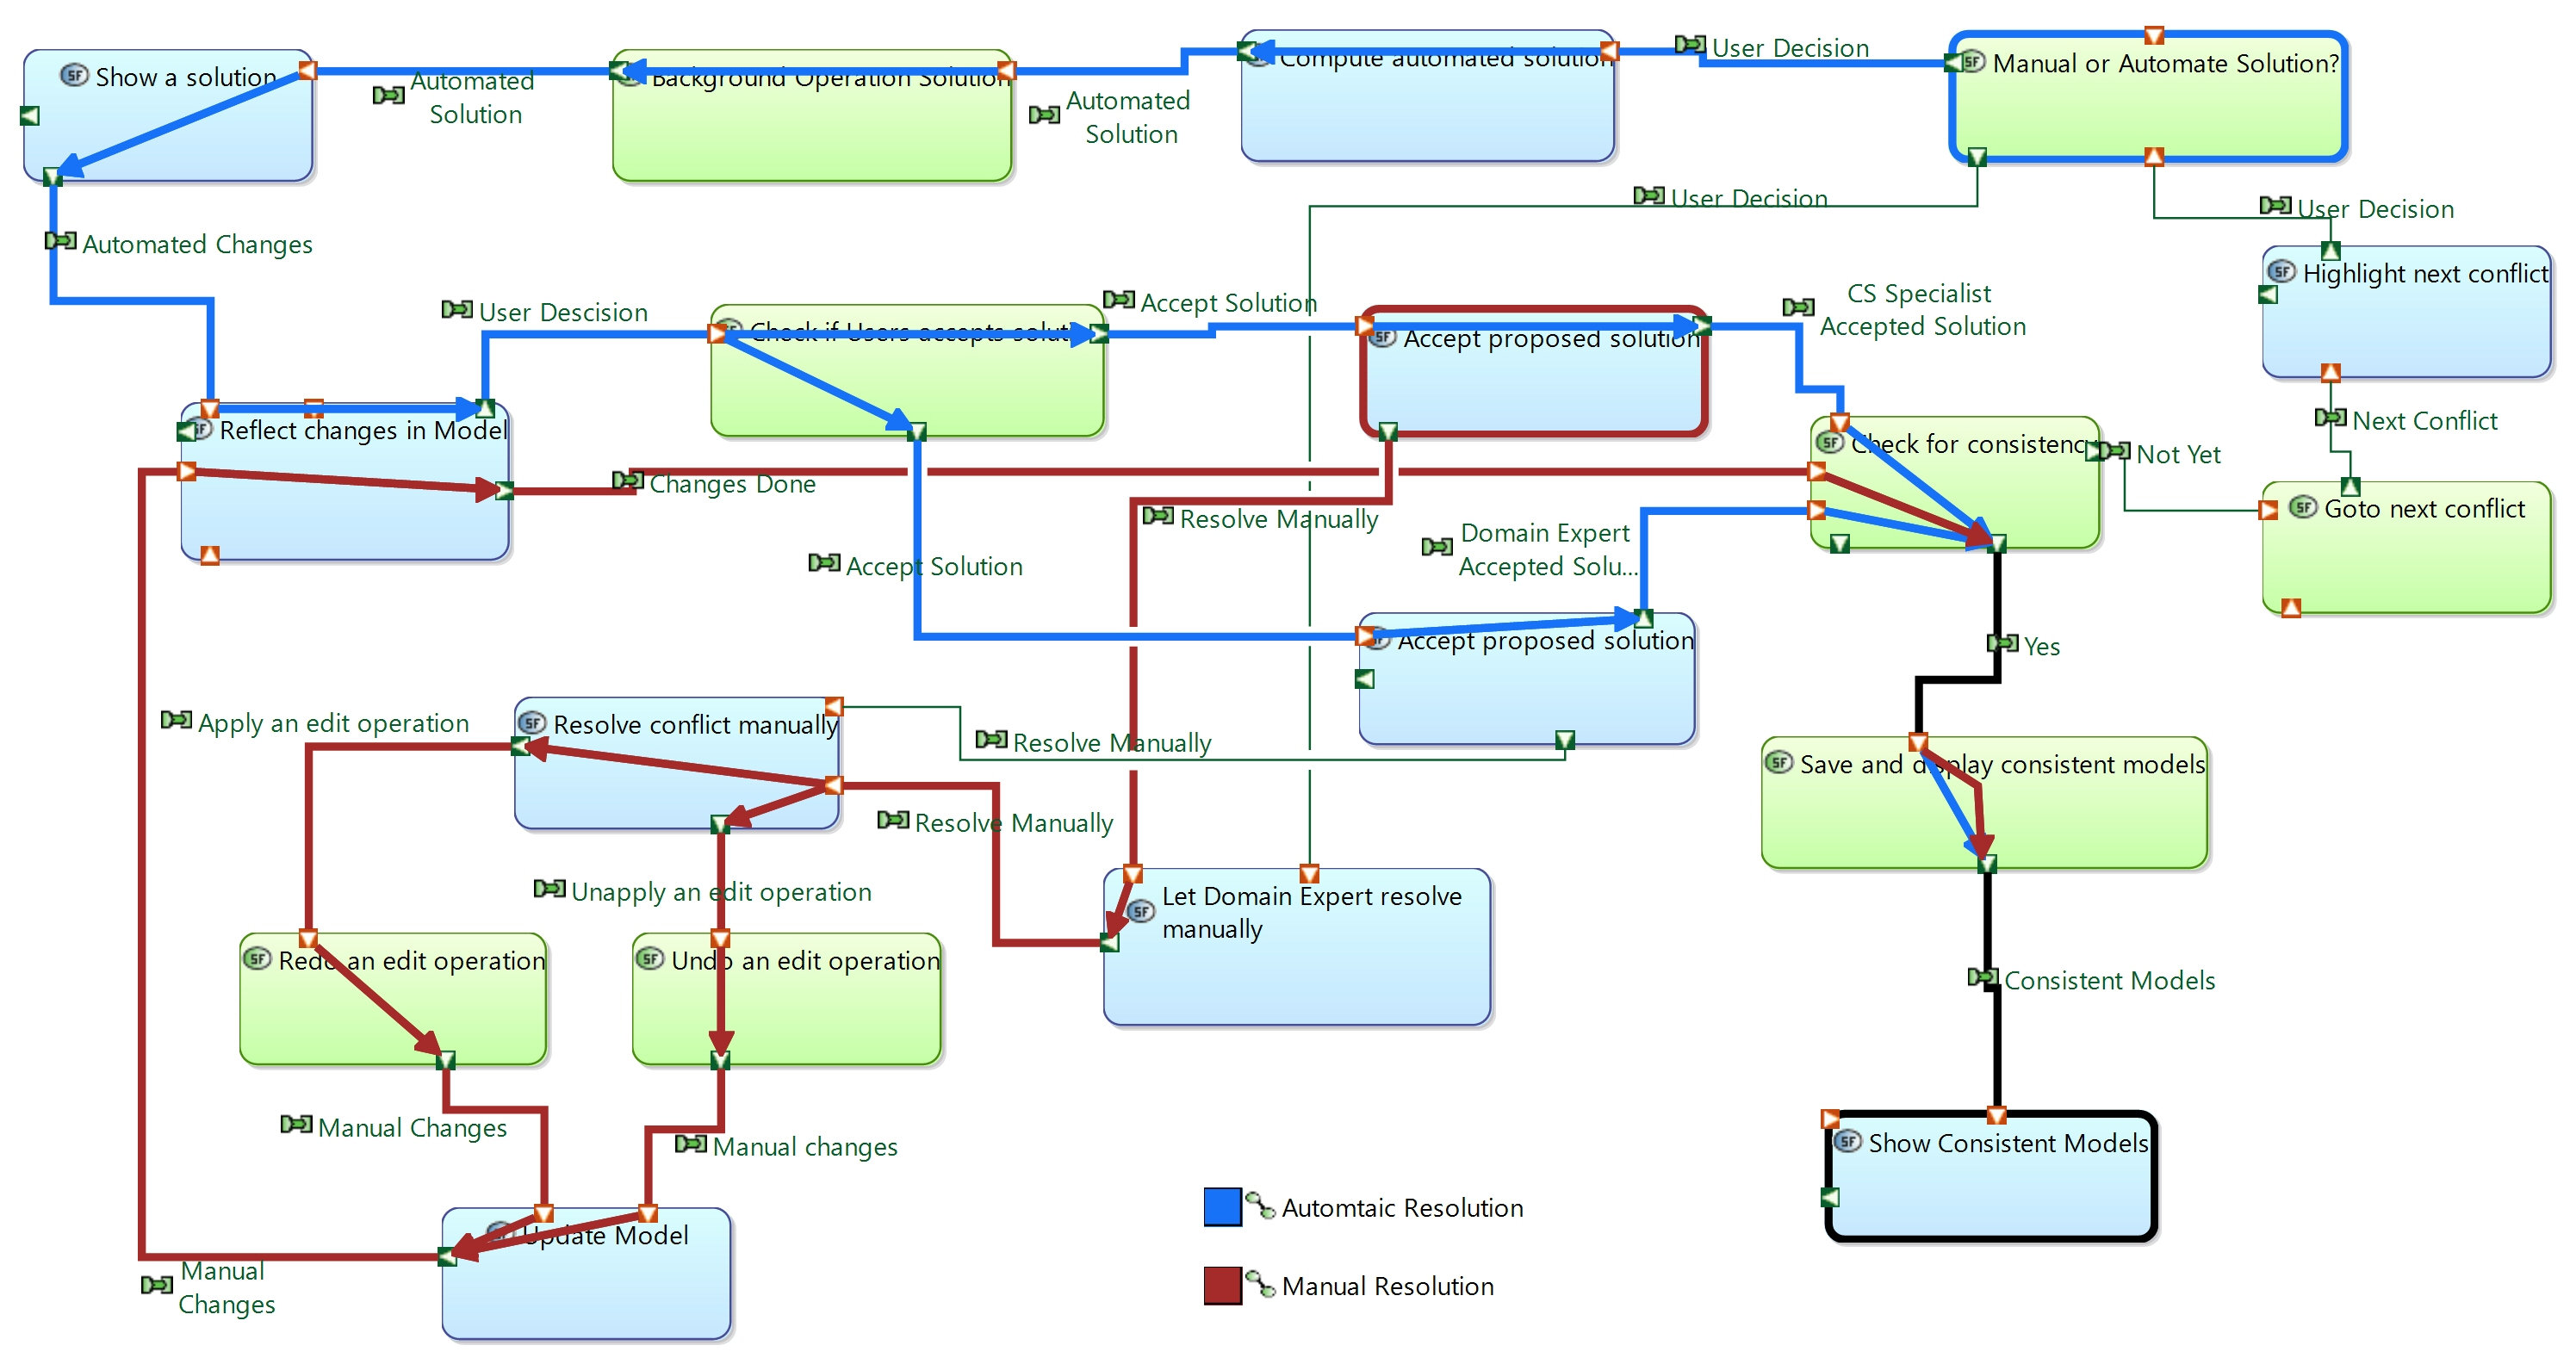 Show a solution
Automated
Solution
Background Operation Solution
Automated
Solution
Compute automated solution
User Decision
Manual or Automate Solution?
User Decision
User Decision
Automated Changes
Highlight next conflict
User Descision
Check if Users accepts solut
Accept Solution
Accept proposed solution
CS Specialist
Accepted Solution
Reflect changes in Model
Check for consistency
Not Yet
Next Conflict
Goto next conflict
Changes Done
Resolve Manually
Domain Expert
Accepted Solu...
Accept Solution
Accept proposed solution
Yes
Apply an edit operation
Resolve conflict manually
Resolve Manually
Save and display consistent models
Resolve Manually
Unapply an edit operation
Let Domain Expert resolve
manually
Redo an edit operation
Undo an edit operation
Consistent Models
Manual Changes
Manual changes
Show Consistent Models
Update Model
Manual
Changes
Automtaic Resolution
Manual Resolution
SF
SF
SF
SF
SF
SF
SF
SF
SF
SF
SF
SF
SF